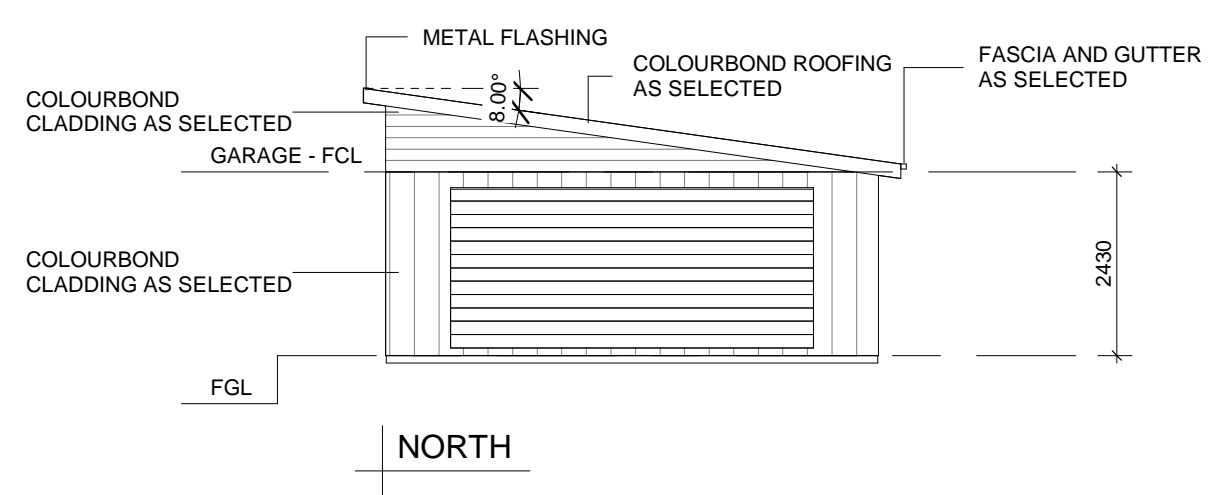 METAL FLASHING
COLOURBOND ROOFING
AS SELECTED
FASCIA AND GUTTER
AS SELECTED
8.00°
COLOURBOND
CLADDING AS SELECTED
GARAGE - FCL
COLOURBOND
CLADDING AS SELECTED
2430
FGL
NORTH